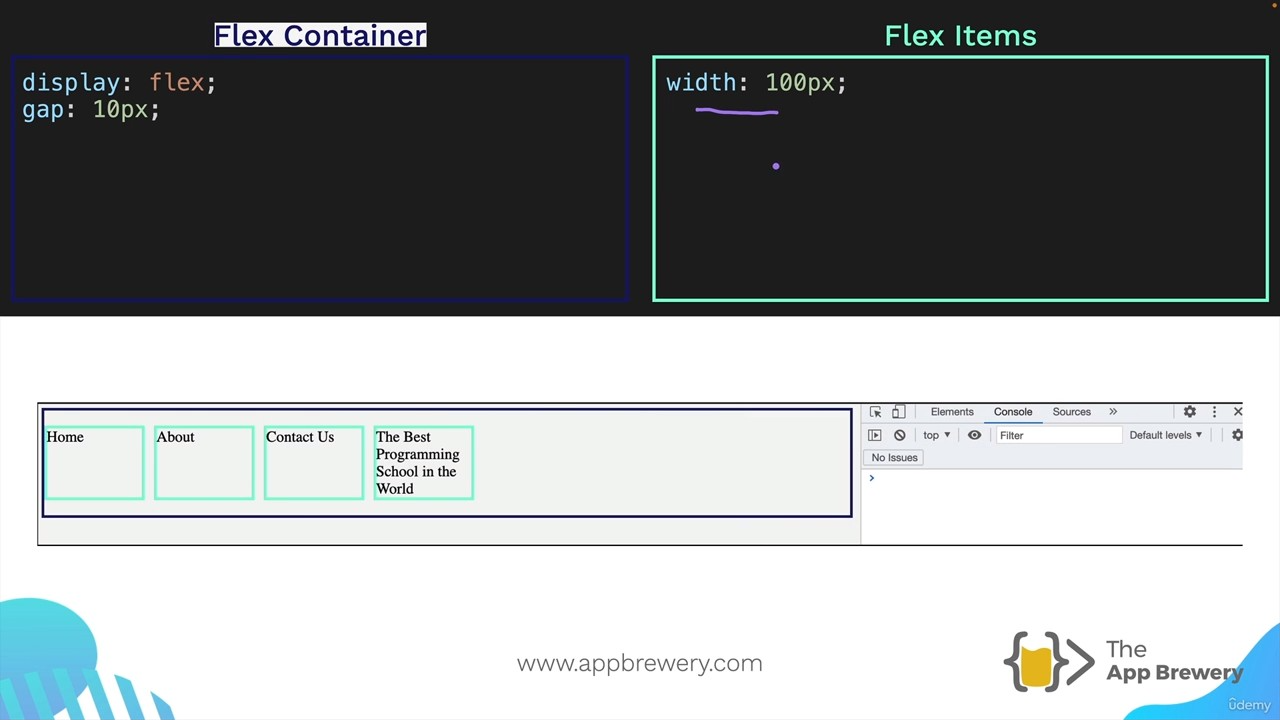 Flex Container
Flex Items
display: flex;
gap: 10px;
width: 100px;
Home
About
Contact Us
The Best
Programming
School in the
World
Elements
Console
Sources
»
top
Filter
Default levels
No Issues
www.appbrewery.com
The
App Brewery
ûdemy